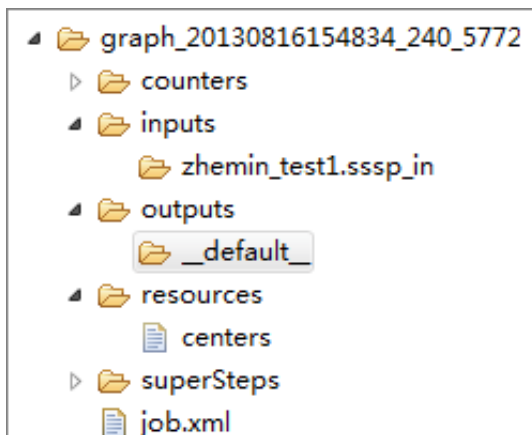 graph_20130816154834_240_5772
counters
inputs
zhemin_test1.sssp_in
outputs
__default__
resources
centers
superSteps
job.xml